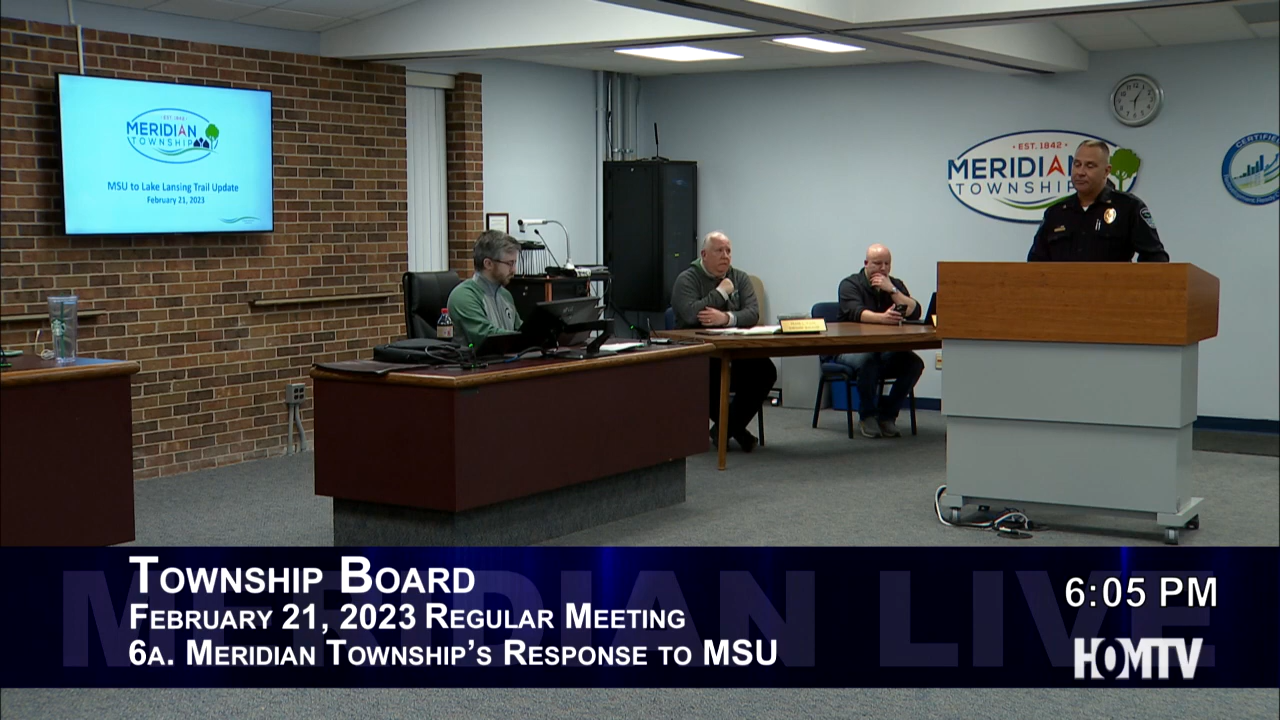 EST. 1842
MERIDIAN
TOWNSHIP
MSU to Lake Lansing Trail Update
February 21, 2023
EST. 1842
MERIDIAN
TOWNSHIP
CERTIFIED
TOWNSHIP BOARD
FEBRUARY 21, 2023 REGULAR MEETING
6A. MERIDIAN TOWNSHIP'S RESPONSE TO MSU
MERIDIAN LIVE
6:05 PM
HOMTV